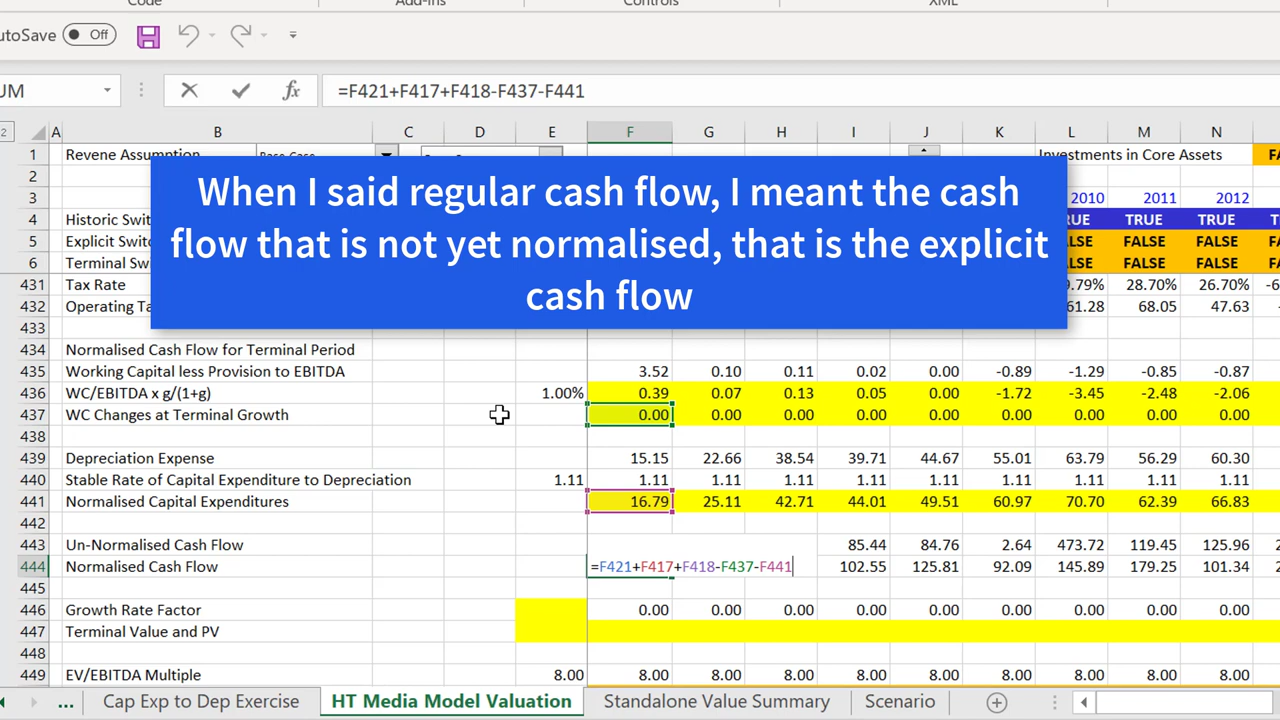 Code Add-ins Controls XML
utoSave Off
UM =F421+F417+F418-F437-F441
2 A B C D E F G H I J K L M N
1 Revene Assumption Base Case Investments in Core Assets FA
2
3 2010 2011 2012
4 Historic Swit RUE TRUE TRUE T
5 Explicit Switc ALSE FALSE FALSE
6 Terminal Sw ALSE FALSE FALSE
When I said regular cash flow, I meant the cash
flow that is not yet normalised, that is the explicit
cash flow
431 Tax Rate 9.79% 28.70% 26.70% -6
432 Operating Ta 61.28 68.05 47.63
433
434 Normalised Cash Flow for Terminal Period
435 Working Capital less Provision to EBITDA 3.52 0.10 0.11 0.02 0.00 -0.89 -1.29 -0.85 -0.87
436 WC/EBITDA x g/(1+g) 1.00% 0.39 0.07 0.13 0.05 0.00 -1.72 -3.45 -2.48 -2.06
437 WC Changes at Terminal Growth 0.00 0.00 0.00 0.00 0.00 0.00 0.00 0.00 0.00
438
439 Depreciation Expense 15.15 22.66 38.54 39.71 44.67 55.01 63.79 56.29 60.30
440 Stable Rate of Capital Expenditure to Depreciation 1.11 1.11 1.11 1.11 1.11 1.11 1.11 1.11 1.11 1.11
441 Normalised Capital Expenditures 16.79 25.11 42.71 44.01 49.51 60.97 70.70 62.39 66.83
442
443 Un-Normalised Cash Flow 85.44 84.76 2.64 473.72 119.45 125.96
444 Normalised Cash Flow =F421+F417+F418-F437-F441 102.55 125.81 92.09 145.89 179.25 101.34 2
445
446 Growth Rate Factor 0.00 0.00 0.00 0.00 0.00 0.00 0.00 0.00 0.00
447 Terminal Value and PV
448
449 EV/EBITDA Multiple 8.00 8.00 8.00 8.00 8.00 8.00 8.00 8.00 8.00 8.00
... Cap Exp to Dep Exercise HT Media Model Valuation Standalone Value Summary Scenario